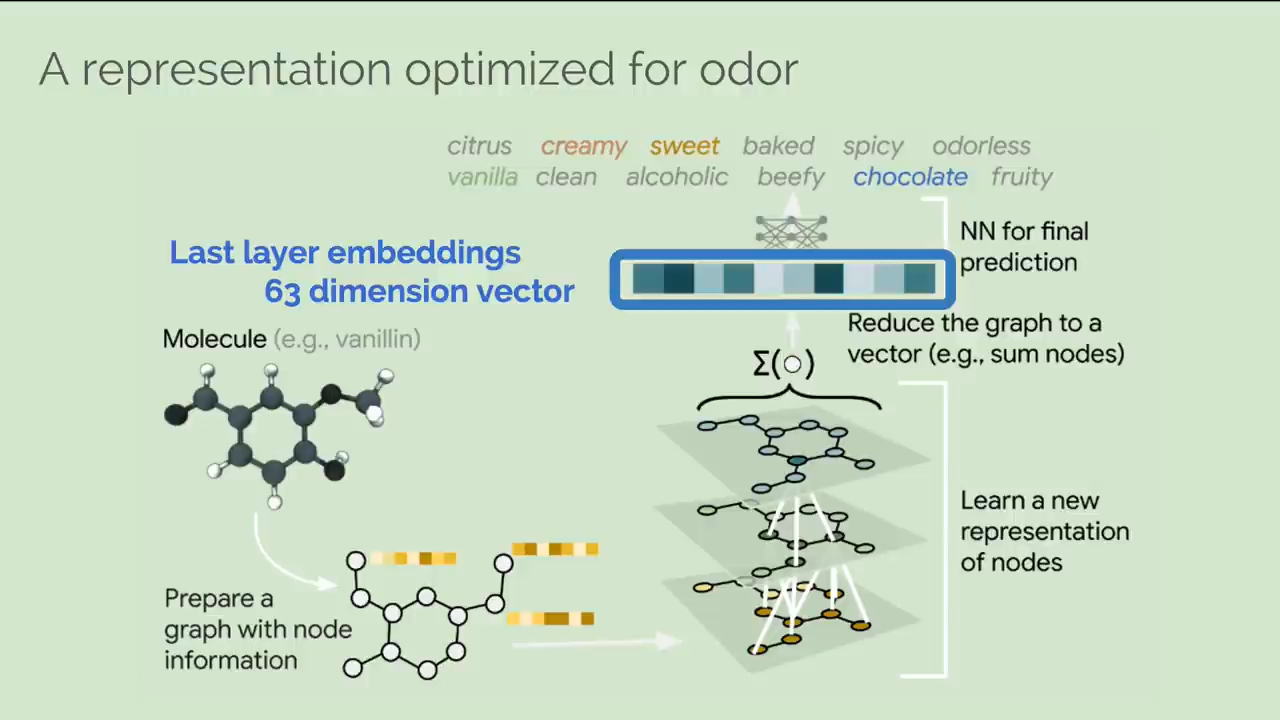 A representation optimized for odor
citrus creamy sweet baked spicy odorless
vanilla clean alcoholic beefy chocolate fruity
NN for final
prediction
Last layer embeddings
63 dimension vector
Reduce the graph to a
vector (e.g., sum nodes)
Molecule (e.g., vanillin)
Σ( )
Learn a new
representation
of nodes
Prepare a
graph with node
information